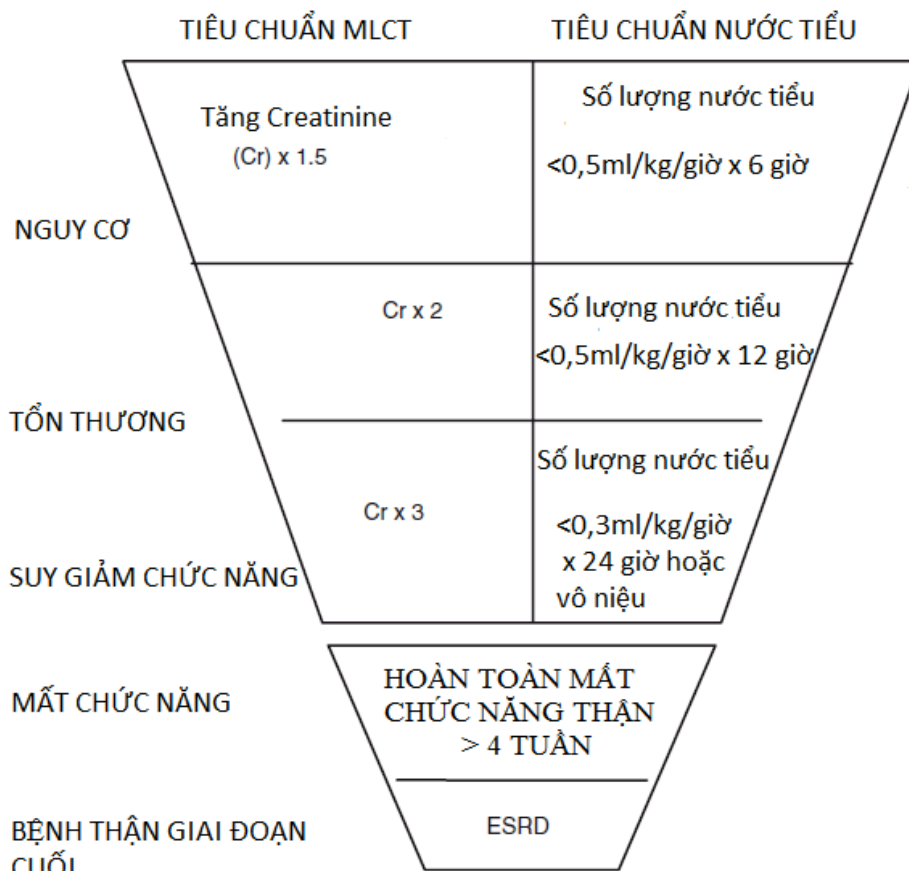 TIÊU CHUẨN MLCT
TIÊU CHUẨN NƯỚC TIỂU
Tăng Creatinine
(Cr) x 1.5
Số lượng nước tiểu
<0,5ml/kg/giờ x 6 giờ
NGUY CƠ
Cr x 2
Số lượng nước tiểu
<0,5ml/kg/giờ x 12 giờ
TỔN THƯƠNG
Cr x 3
Số lượng nước tiểu
<0,3ml/kg/giờ
x 24 giờ hoặc
vô niệu
SUY GIẢM CHỨC NĂNG
MẤT CHỨC NĂNG
HOÀN TOÀN MẤT
CHỨC NĂNG THẬN
> 4 TUẦN
BỆNH THẬN GIAI ĐOẠN
CUỐI
ESRD